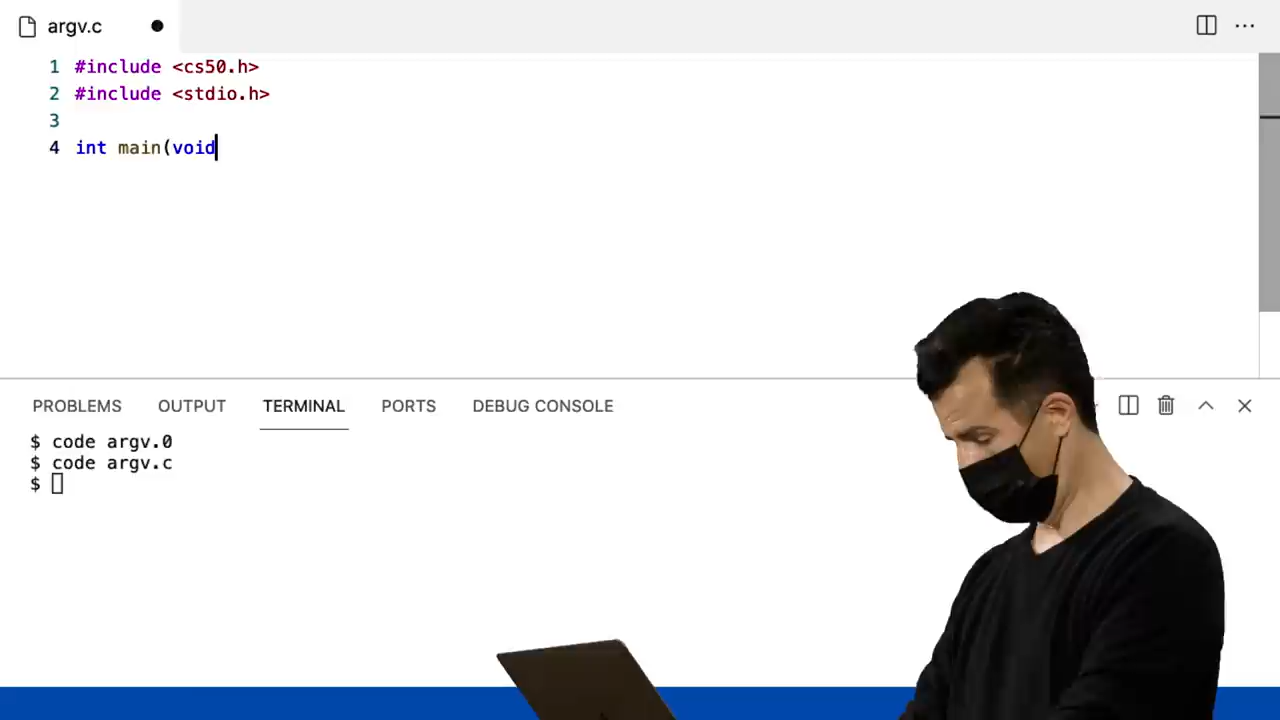 argv.c
1 #include <cs50.h>
2 #include <stdio.h>
3
4 int main(void
PROBLEMS OUTPUT TERMINAL PORTS DEBUG CONSOLE
$ code argv.0
$ code argv.c
$